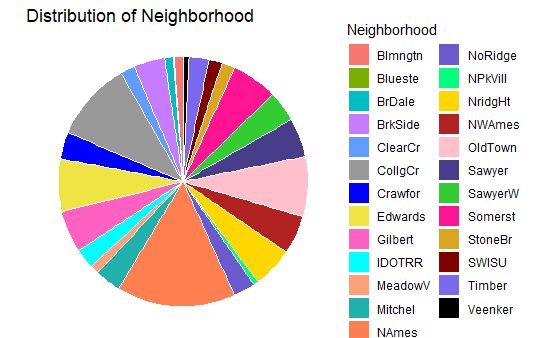 Distribution of Neighborhood
Neighborhood
Blmngtn
Blueste
BrDale
BrkSide
ClearCr
CollgCr
Crawfor
Edwards
Gilbert
IDOTRR
MeadowV
Mitchel
NAmes
NoRidge
NPkVill
NridgHt
NWAmes
OldTown
Sawyer
SawyerW
Somerst
StoneBr
SWISU
Timber
Veenker